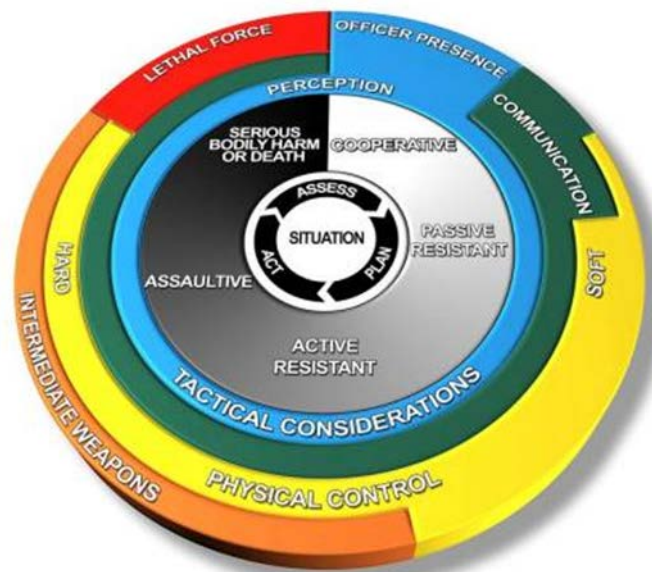 LETHAL FORCE
OFFICER PRESENCE
COMMUNICATION
PERCEPTION
SERIOUS
BODILY HARM
OR DEATH
COOPERATIVE
ASSESS
SITUATION
PLAN
ACT
PASSIVE
RESISTANT
ASSAULTIVE
ACTIVE
RESISTANT
HARD
SOFT
TACTICAL CONSIDERATIONS
PHYSICAL CONTROL
INTERMEDIATE WEAPONS